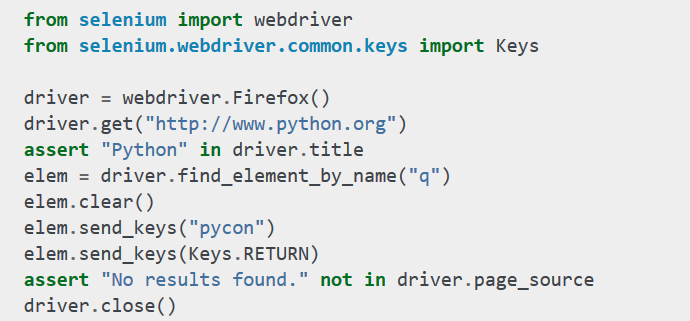 from selenium import webdriver
from selenium.webdriver.common.keys import Keys
driver = webdriver.Firefox()
driver.get("http://www.python.org")
assert "Python" in driver.title
elem = driver.find_element_by_name("q")
elem.clear()
elem.send_keys("pycon")
elem.send_keys(Keys.RETURN)
assert "No results found." not in driver.page_source
driver.close()